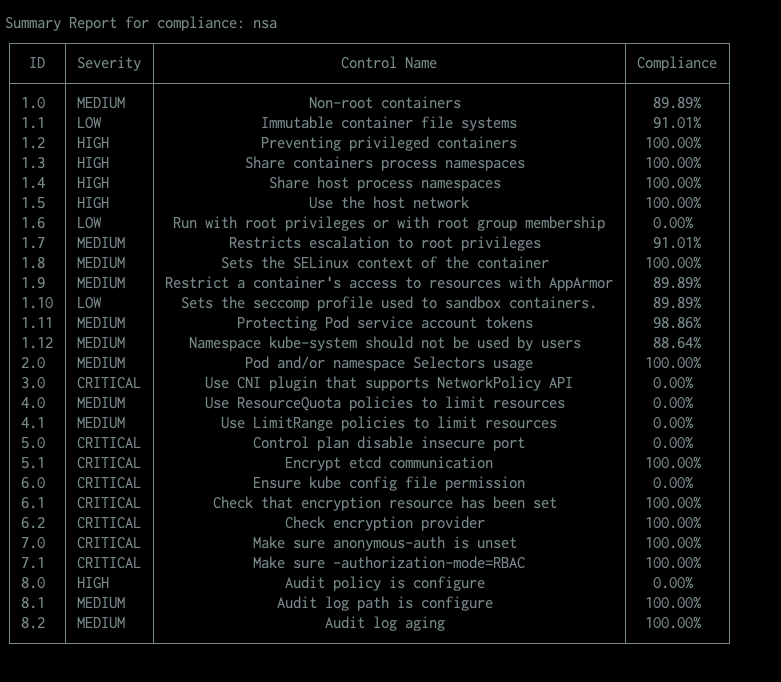 Summary Report for compliance: nsa
ID Severity Control Name Compliance
1.0 MEDIUM Non-root containers 89.89%
1.1 LOW Immutable container file systems 91.01%
1.2 HIGH Preventing privileged containers 100.00%
1.3 HIGH Share containers process namespaces 100.00%
1.4 HIGH Share host process namespaces 100.00%
1.5 HIGH Use the host network 100.00%
1.6 LOW Run with root privileges or with root group membership 0.00%
1.7 MEDIUM Restricts escalation to root privileges 91.01%
1.8 MEDIUM Sets the SELinux context of the container 100.00%
1.9 MEDIUM Restrict a container's access to resources with AppArmor 89.89%
1.10 LOW Sets the seccomp profile used to sandbox containers. 89.89%
1.11 MEDIUM Protecting Pod service account tokens 98.86%
1.12 MEDIUM Namespace kube-system should not be used by users 88.64%
2.0 MEDIUM Pod and/or namespace Selectors usage 100.00%
3.0 CRITICAL Use CNI plugin that supports NetworkPolicy API 0.00%
4.0 MEDIUM Use ResourceQuota policies to limit resources 0.00%
4.1 MEDIUM Use LimitRange policies to limit resources 0.00%
5.0 CRITICAL Control plan disable insecure port 0.00%
5.1 CRITICAL Encrypt etcd communication 100.00%
6.0 CRITICAL Ensure kube config file permission 0.00%
6.1 CRITICAL Check that encryption resource has been set 100.00%
6.2 CRITICAL Check encryption provider 100.00%
7.0 CRITICAL Make sure anonymous-auth is unset 100.00%
7.1 CRITICAL Make sure -authorization-mode=RBAC 100.00%
8.0 HIGH Audit policy is configure 0.00%
8.1 MEDIUM Audit log path is configure 100.00%
8.2 MEDIUM Audit log aging 100.00%